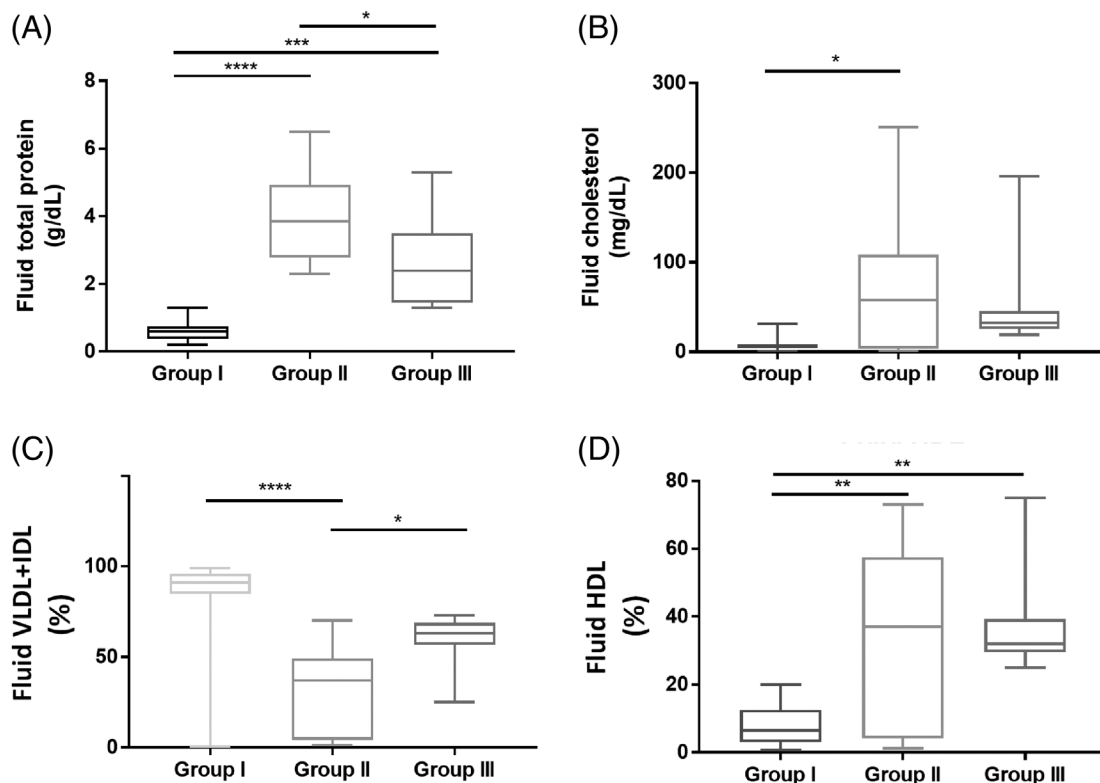 (A)
*
***
****
Fluid total protein
(g/dL)
8
6
4
2
0
Group I Group II Group III
(B)
*
Fluid cholesterol
(mg/dL)
300
200
100
0
Group I Group II Group III
(C)
****
*
Fluid VLDL+IDL
(%)
100
50
0
Group I Group II Group III
(D)
**
**
Fluid HDL
(%)
80
60
40
20
0
Group I Group II Group III